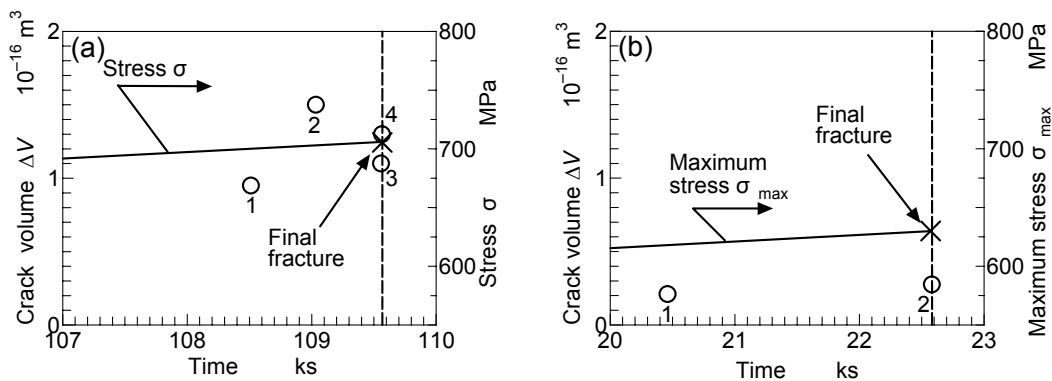 (a)
2
1
0
Crack volume ΔV 10⁻¹⁶ m³
Stress σ
2
4
3
1
Final
fracture
800
700
600
Stress σ MPa
107 108 109 110
Time ks
(b)
2
1
0
Crack volume ΔV 10⁻¹⁶ m³
Final
fracture
Maximum
stress σ max
1
2
800
700
600
Maximum stress σ max MPa
20 21 22 23
Time ks